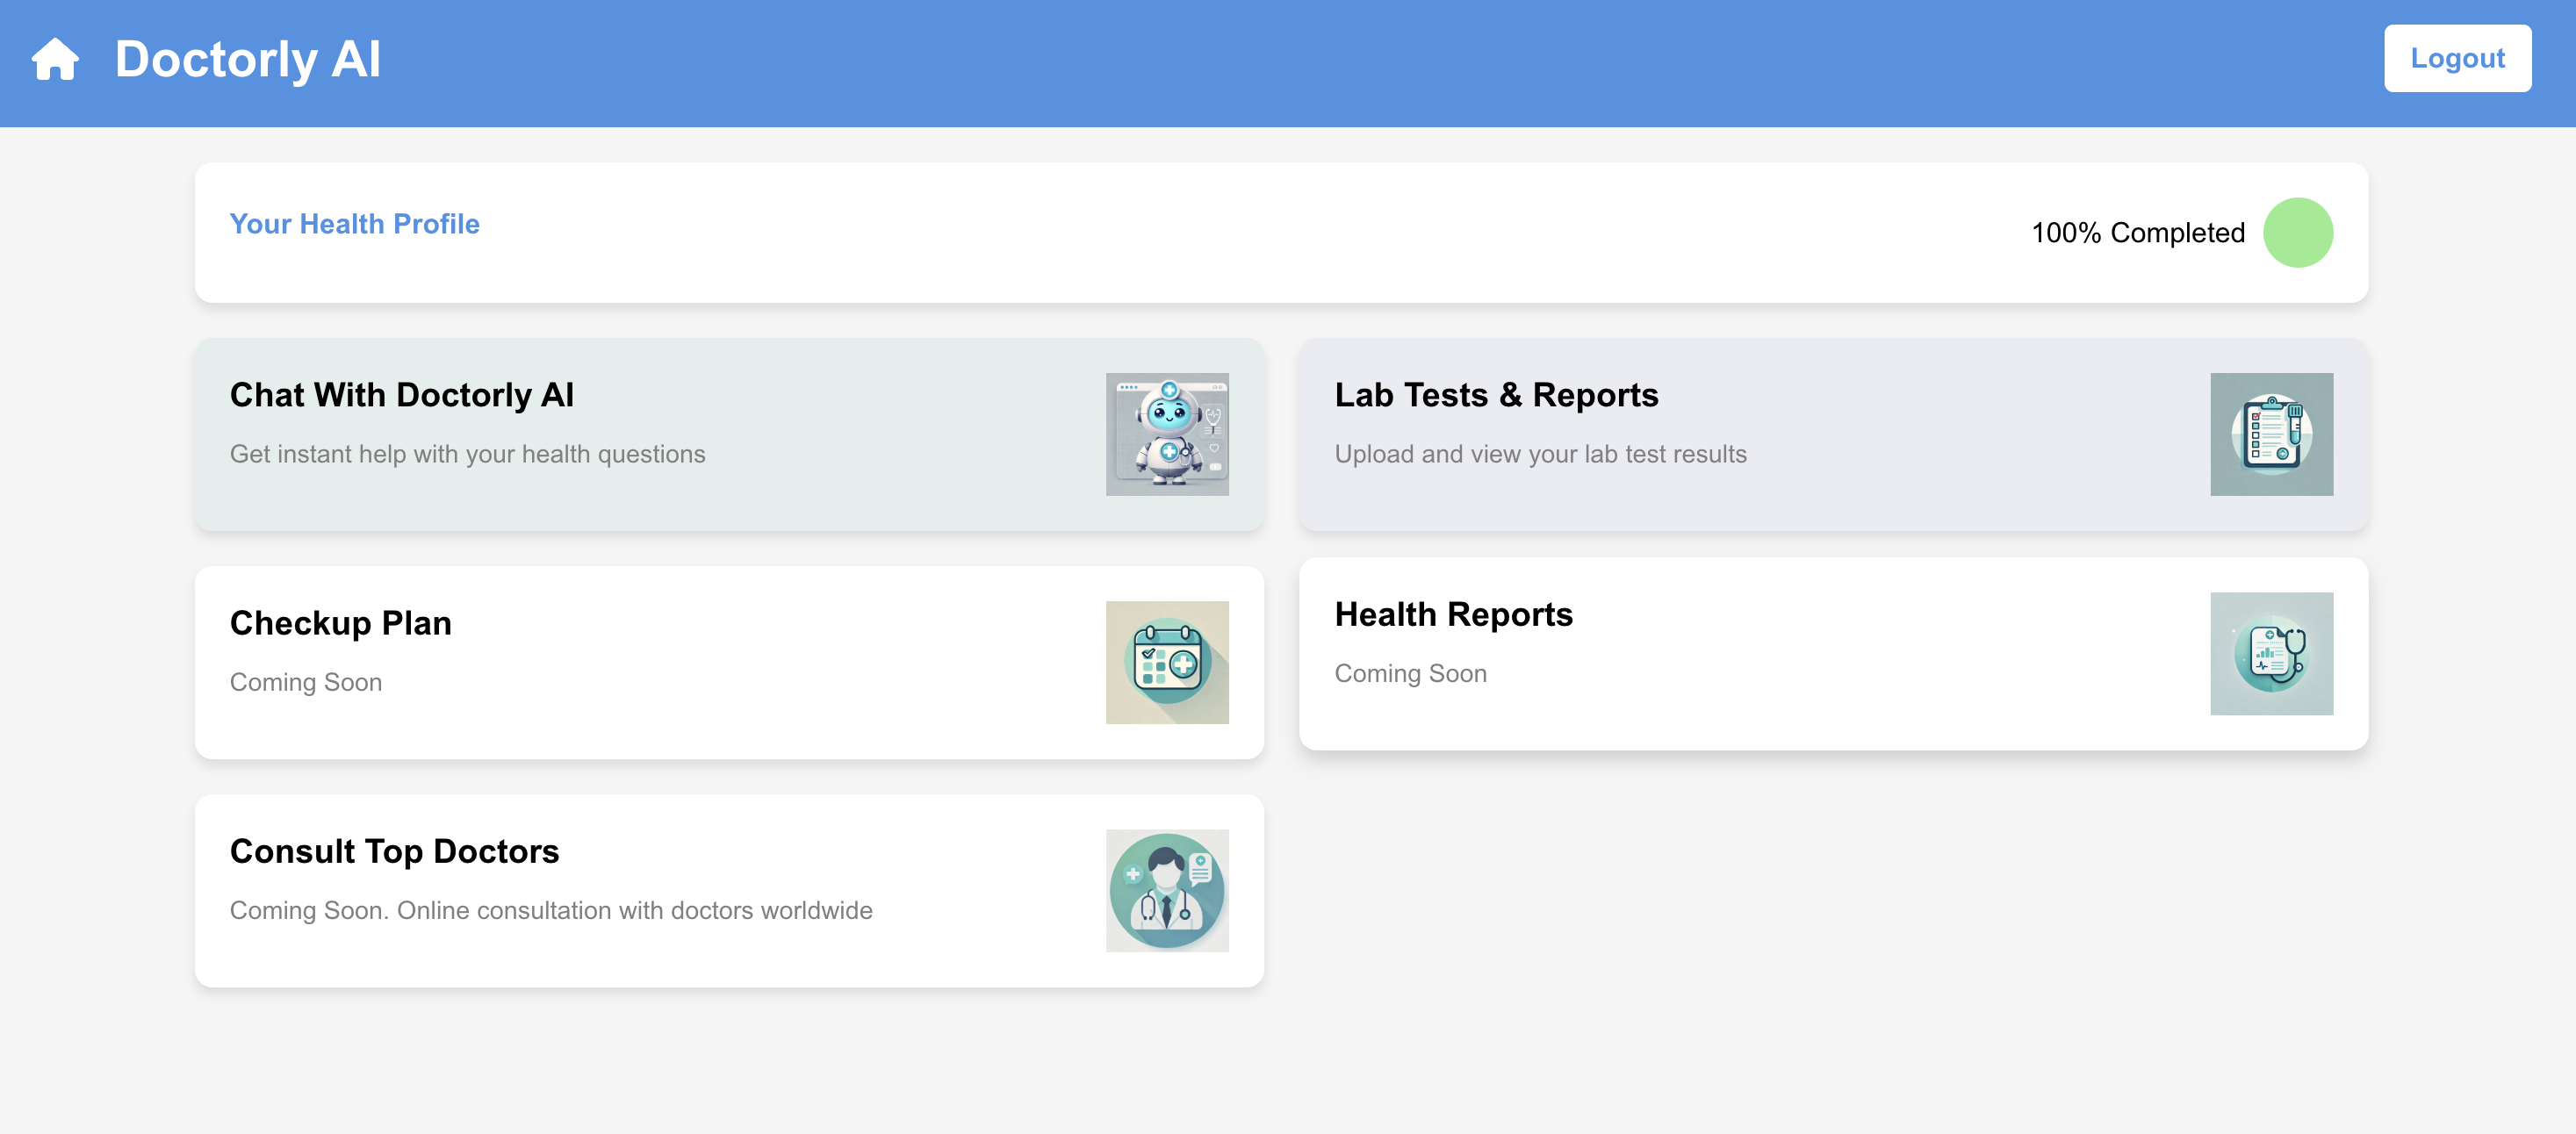 Doctorly AI
Logout
Your Health Profile
100% Completed
Chat With Doctorly AI
Get instant help with your health questions
Lab Tests & Reports
Upload and view your lab test results
Checkup Plan
Coming Soon
Health Reports
Coming Soon
Consult Top Doctors
Coming Soon. Online consultation with doctors worldwide